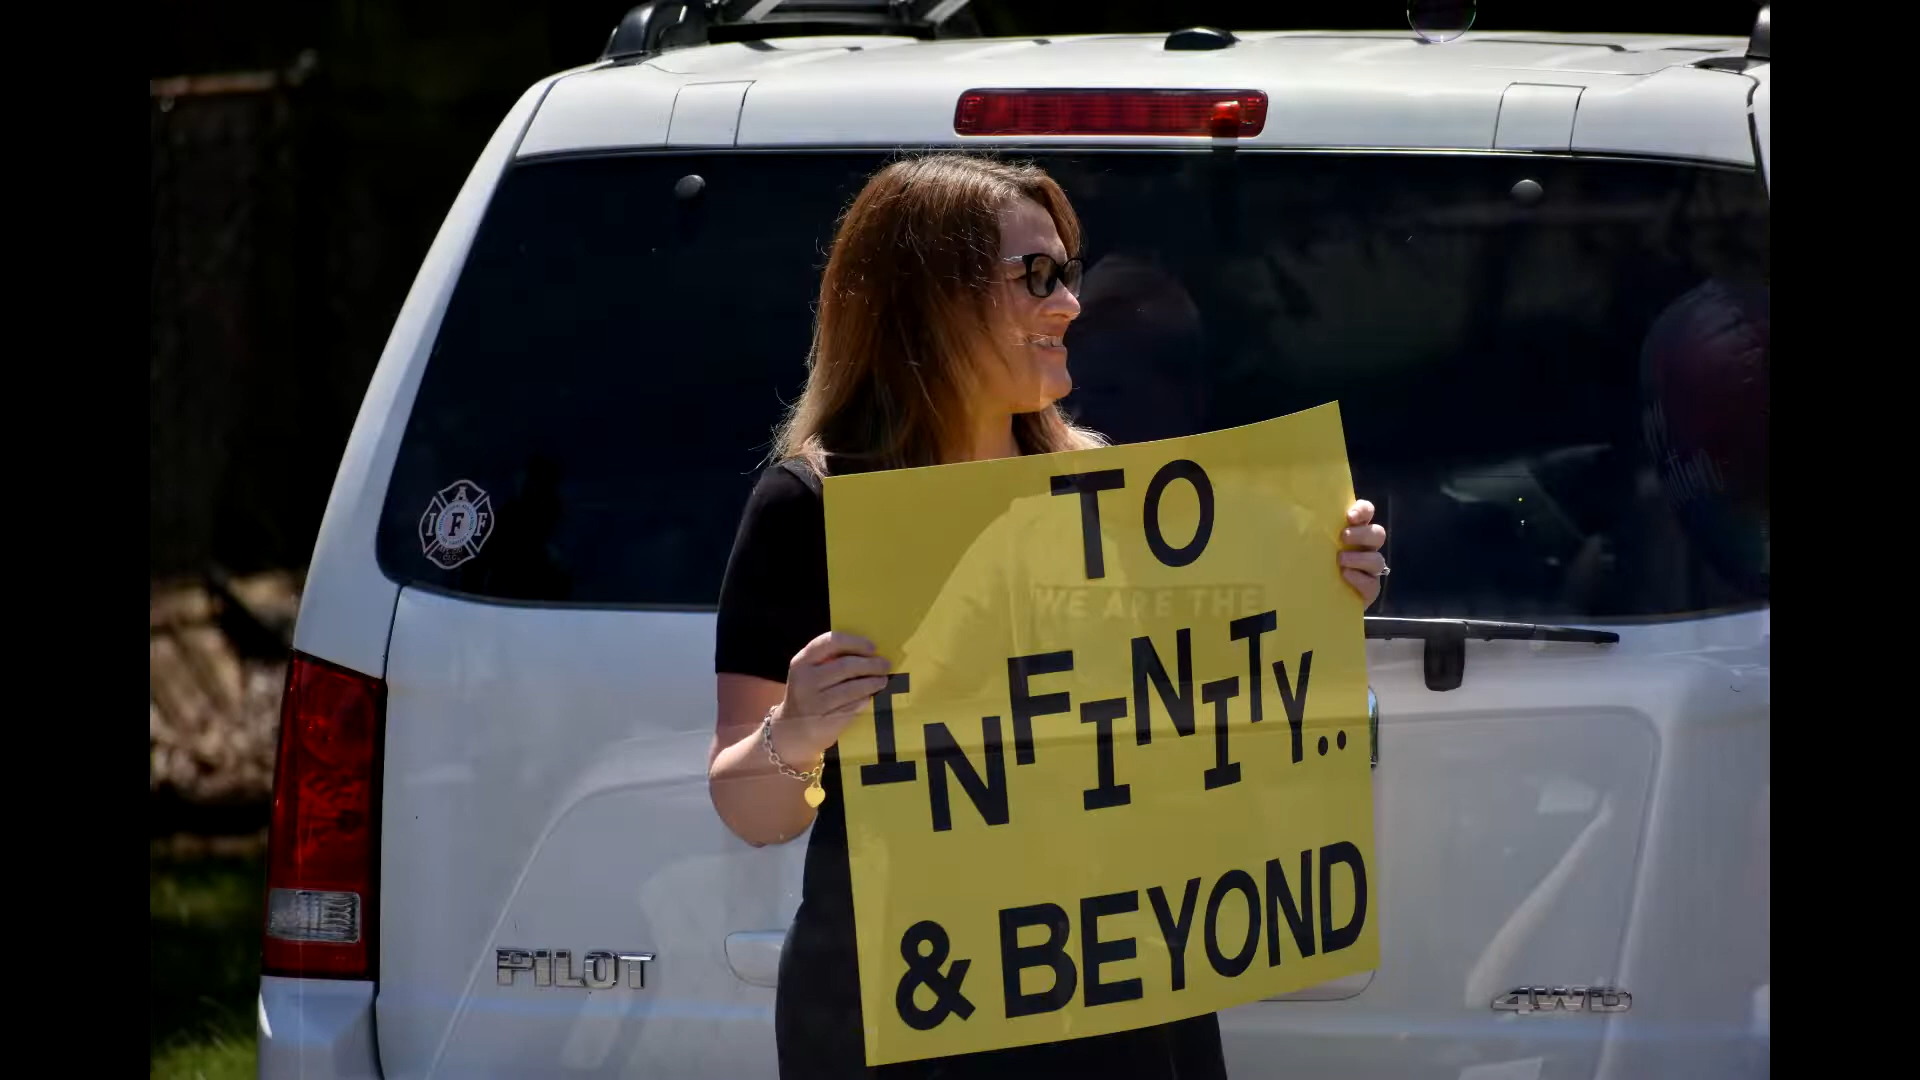 TO
WE ARE THE
INFINITY..
& BEYOND
A
I F F
PILOT
4WD